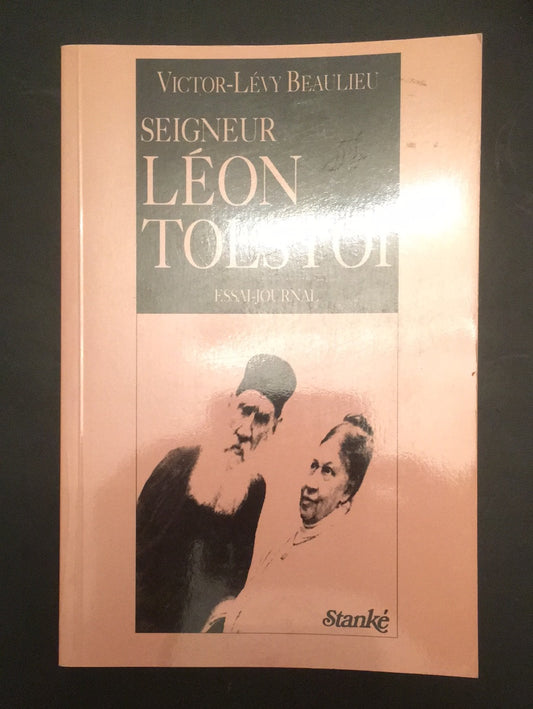 VICTOR-LÉVY BEAULIEU
SEIGNEUR
LÉON
TOLSTOÏ
ESSAI-JOURNAL
Stanké